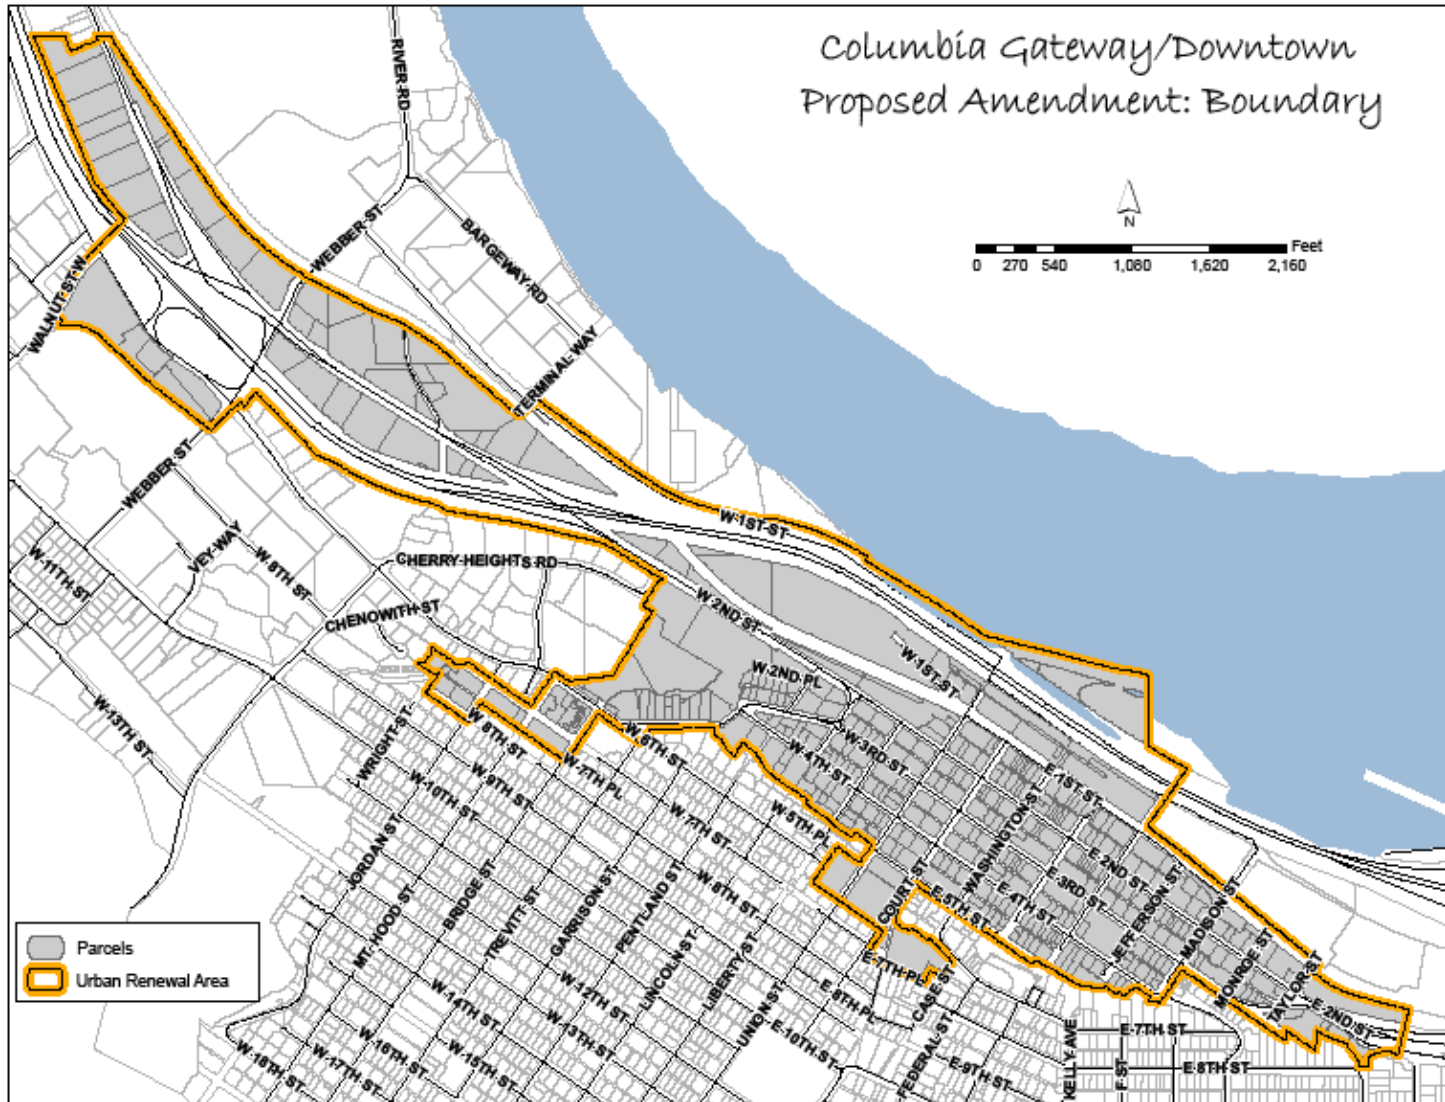 Columbia Gateway/Downtown
Proposed Amendment: Boundary
N
Feet
0 270 540 1,080 1,620 2,160
RIVER RD
WEBBER ST
BARGEWAY RD
TERMINAL WAY
WALNUT ST W
WEBBER ST
VEY WAY
W 8TH ST
W 11TH ST
CHERRY HEIGHTS RD
CHENOWITH ST
W 13TH ST
W 1ST ST
W 2ND ST
W 1ST ST
W 2ND PL
W 3RD ST
W 4TH ST
W 5TH PL
W 6TH ST
W 7TH PL
W 7TH ST
W 8TH ST
W 8TH ST
W 9TH ST
W 10TH ST
WRIGHT ST
JORDAN ST
MT HOOD ST
BRIDGE ST
TREVITT ST
GARRISON ST
PENTLAND ST
LINCOLN ST
LIBERTY ST
UNION ST
COURT ST
WASHINGTON ST
E 1ST ST
E 2ND ST
E 3RD ST
E 4TH ST
E 5TH ST
JEFFERSON ST
MADISON ST
MONROE ST
TAYLOR ST
E 2ND ST
E 7TH PL
CASE ST
E 8TH PL
E 10TH ST
FEDERAL ST
E 9TH ST
KELLY AVE
F ST
E 7TH ST
E 8TH ST
W 12TH ST
W 13TH ST
W 14TH ST
W 15TH ST
W 16TH ST
W 17TH ST
W 18TH ST
Parcels
Urban Renewal Area